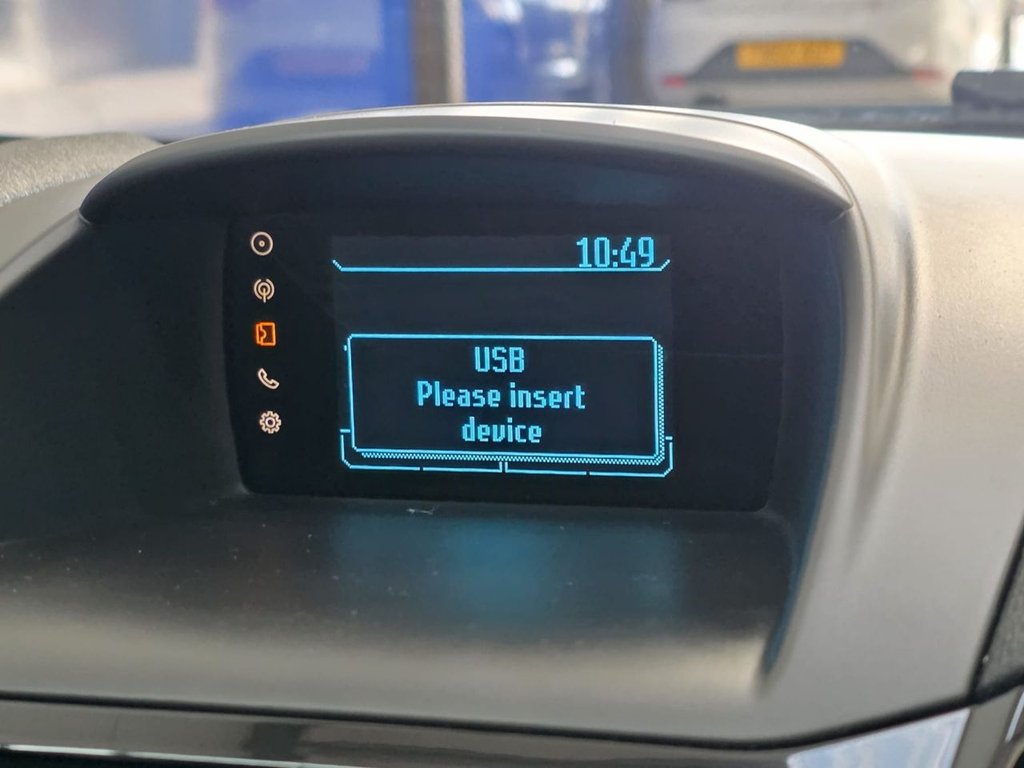 10:49
USB
Please insert
device